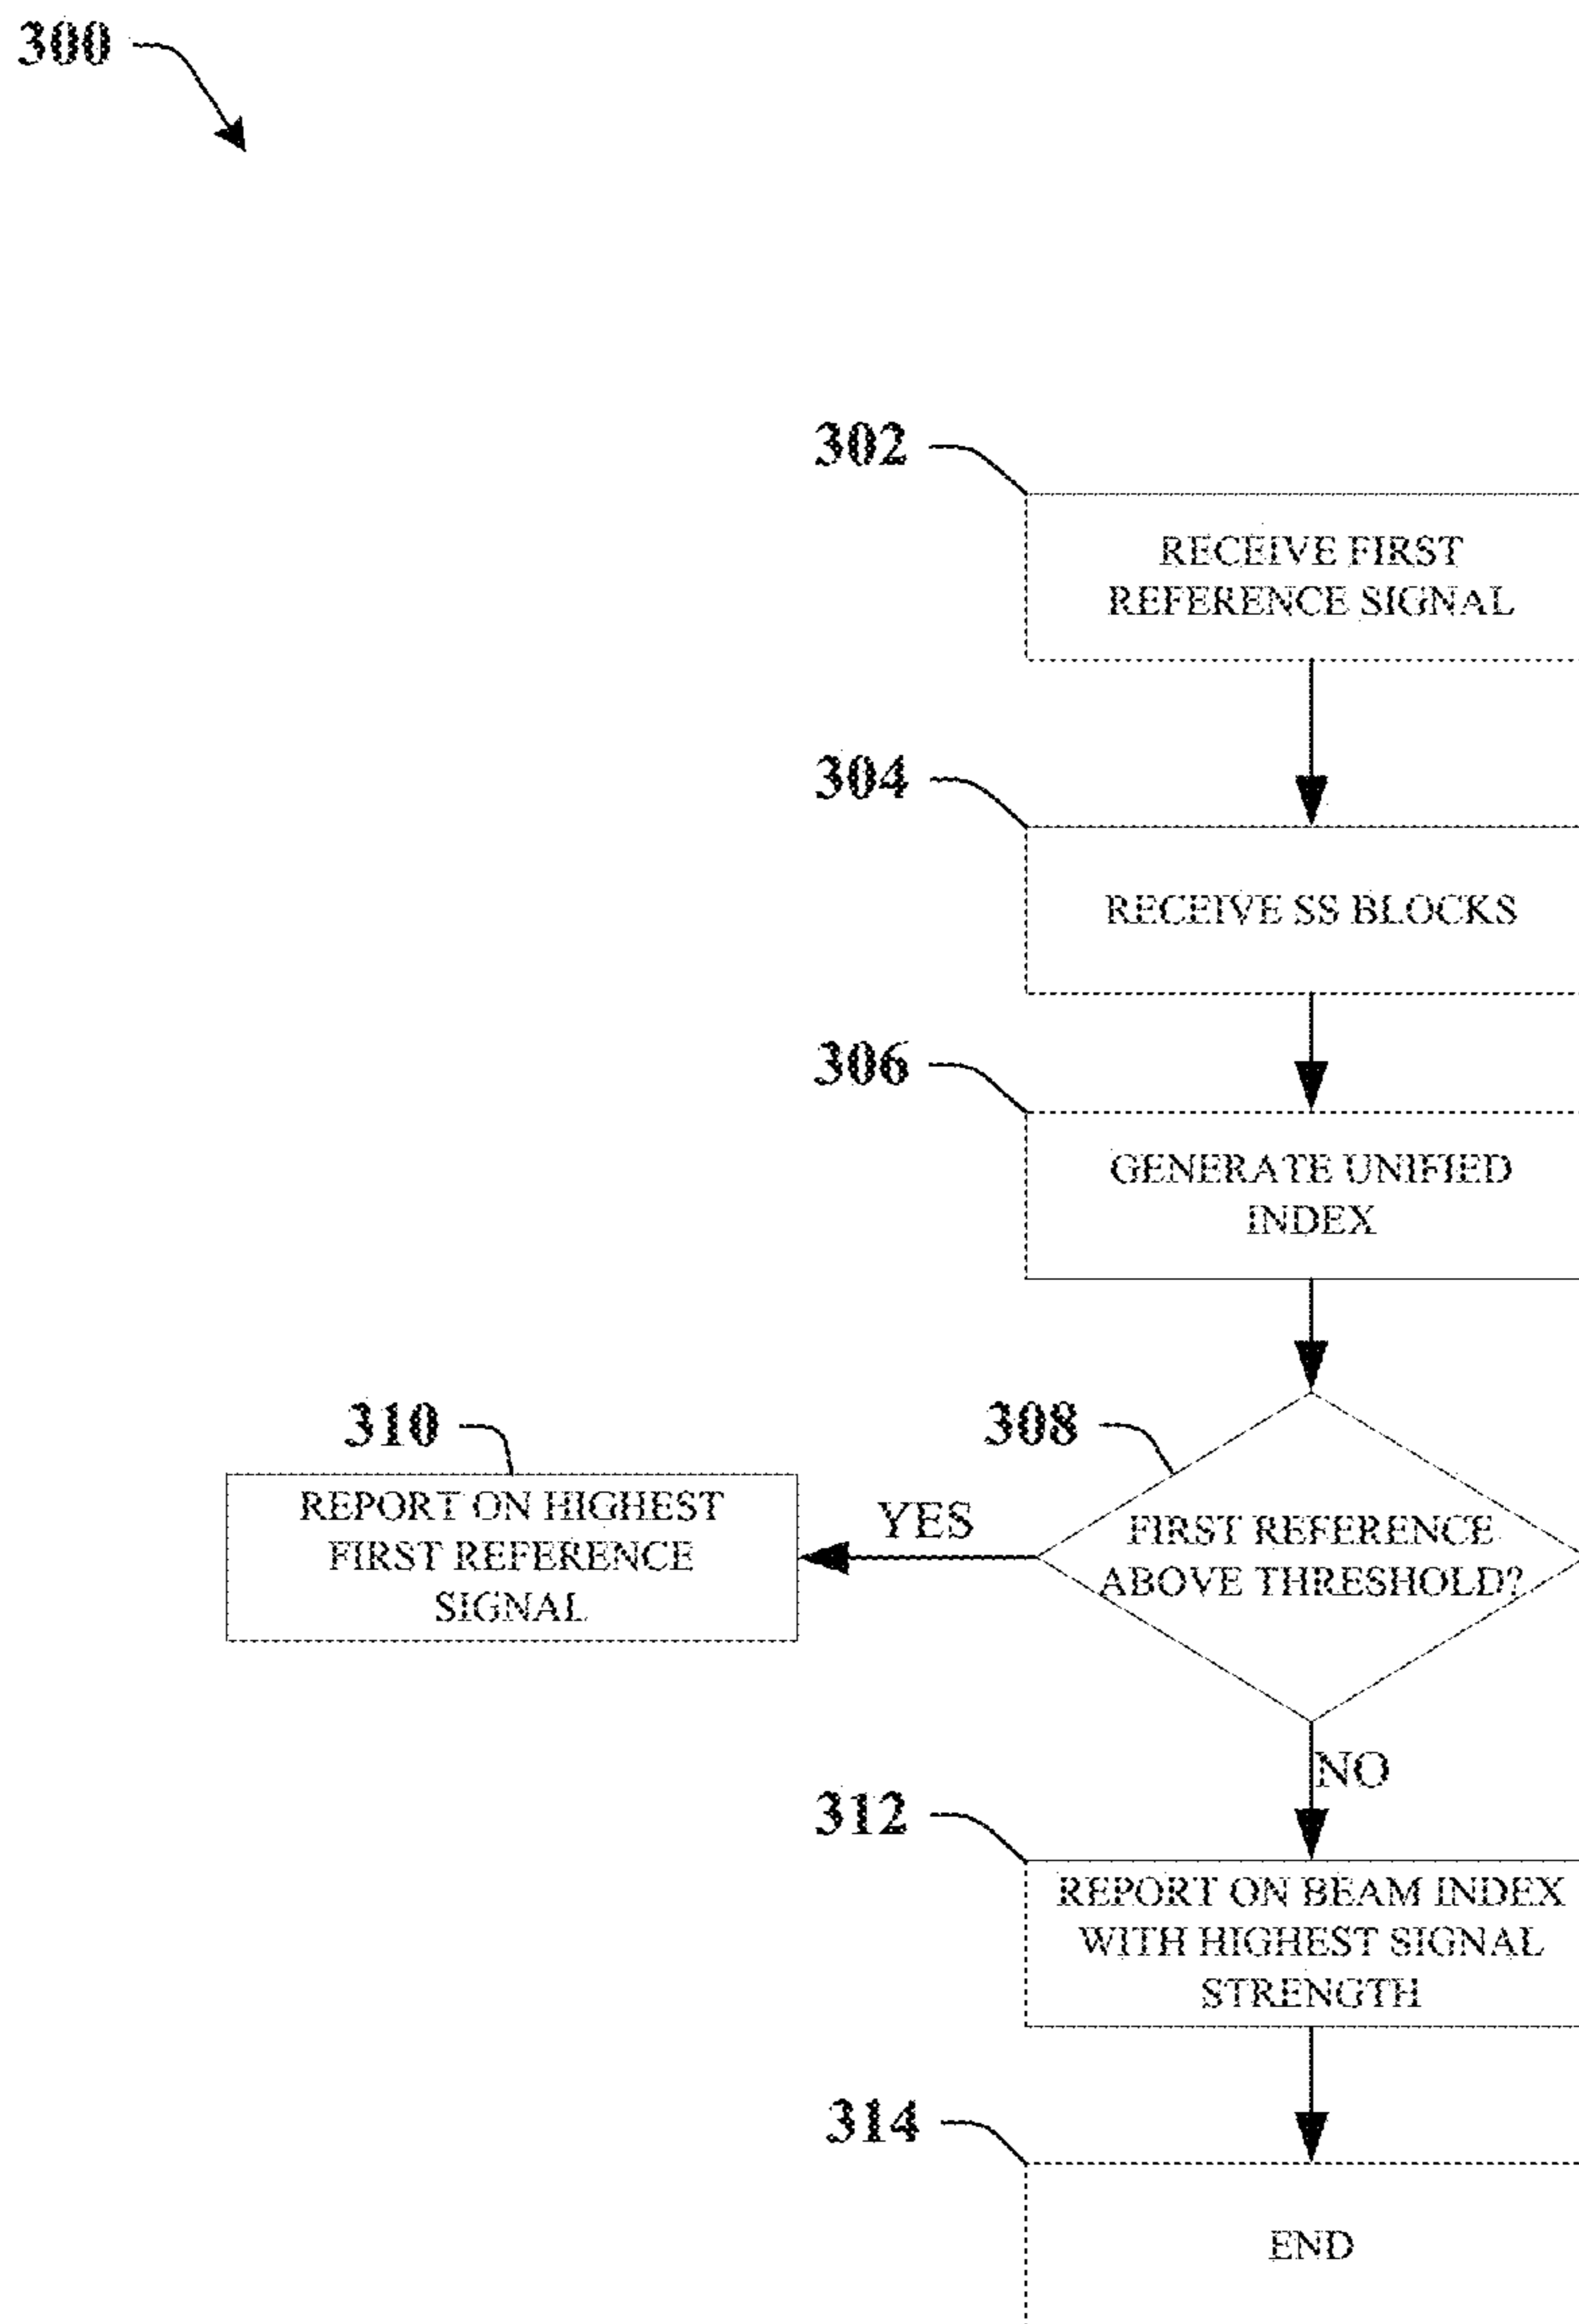 300
302
RECEIVE FIRST
REFERENCE SIGNAL
304
RECEIVE SS BLOCKS
306
GENERATE UNIFIED
INDEX
310
308
REPORT ON HIGHEST
FIRST REFERENCE
SIGNAL
YES
FIRST REFERENCE
ABOVE THRESHOLD?
NO
312
REPORT ON BEAM INDEX
WITH HIGHEST SIGNAL
STRENGTH
314
END